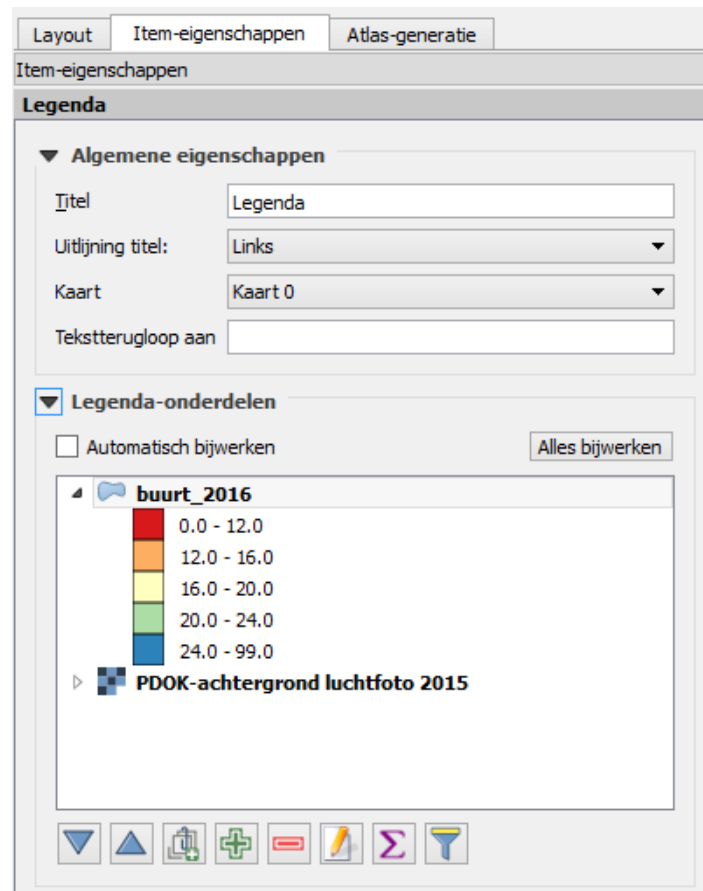 Layout Item-eigenschappen Atlas-generatie
Item-eigenschappen
Legenda
Algemene eigenschappen
Titel Legenda
Uitlijning titel: Links
Kaart Kaart 0
Tekstterugloop aan
Legenda-onderdelen
Automatisch bijwerken Alles bijwerken
buurt_2016
0.0 - 12.0
12.0 - 16.0
16.0 - 20.0
20.0 - 24.0
24.0 - 99.0
PDOK-achtergrond luchtfoto 2015
Σ